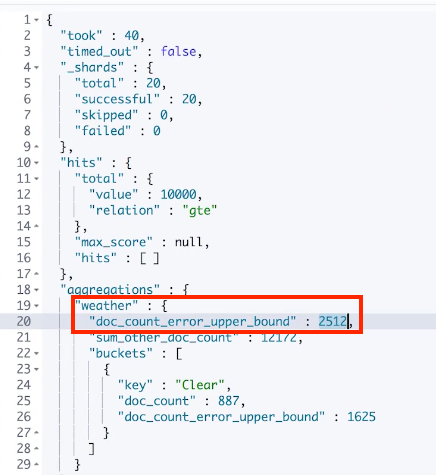 1 {
2 "took" : 40,
3 "timed_out" : false,
4 "_shards" : {
5 "total" : 20,
6 "successful" : 20,
7 "skipped" : 0,
8 "failed" : 0
9 },
10 "hits" : {
11 "total" : {
12 "value" : 10000,
13 "relation" : "gte"
14 },
15 "max_score" : null,
16 "hits" : [ ]
17 },
18 "aggregations" : {
19 "weather" : {
20 "doc_count_error_upper_bound" : 2512,
21 "sum_other_doc_count" : 12172,
22 "buckets" : [
23 {
24 "key" : "Clear",
25 "doc_count" : 887,
26 "doc_count_error_upper_bound" : 1625
27 }
28 ]
29 }